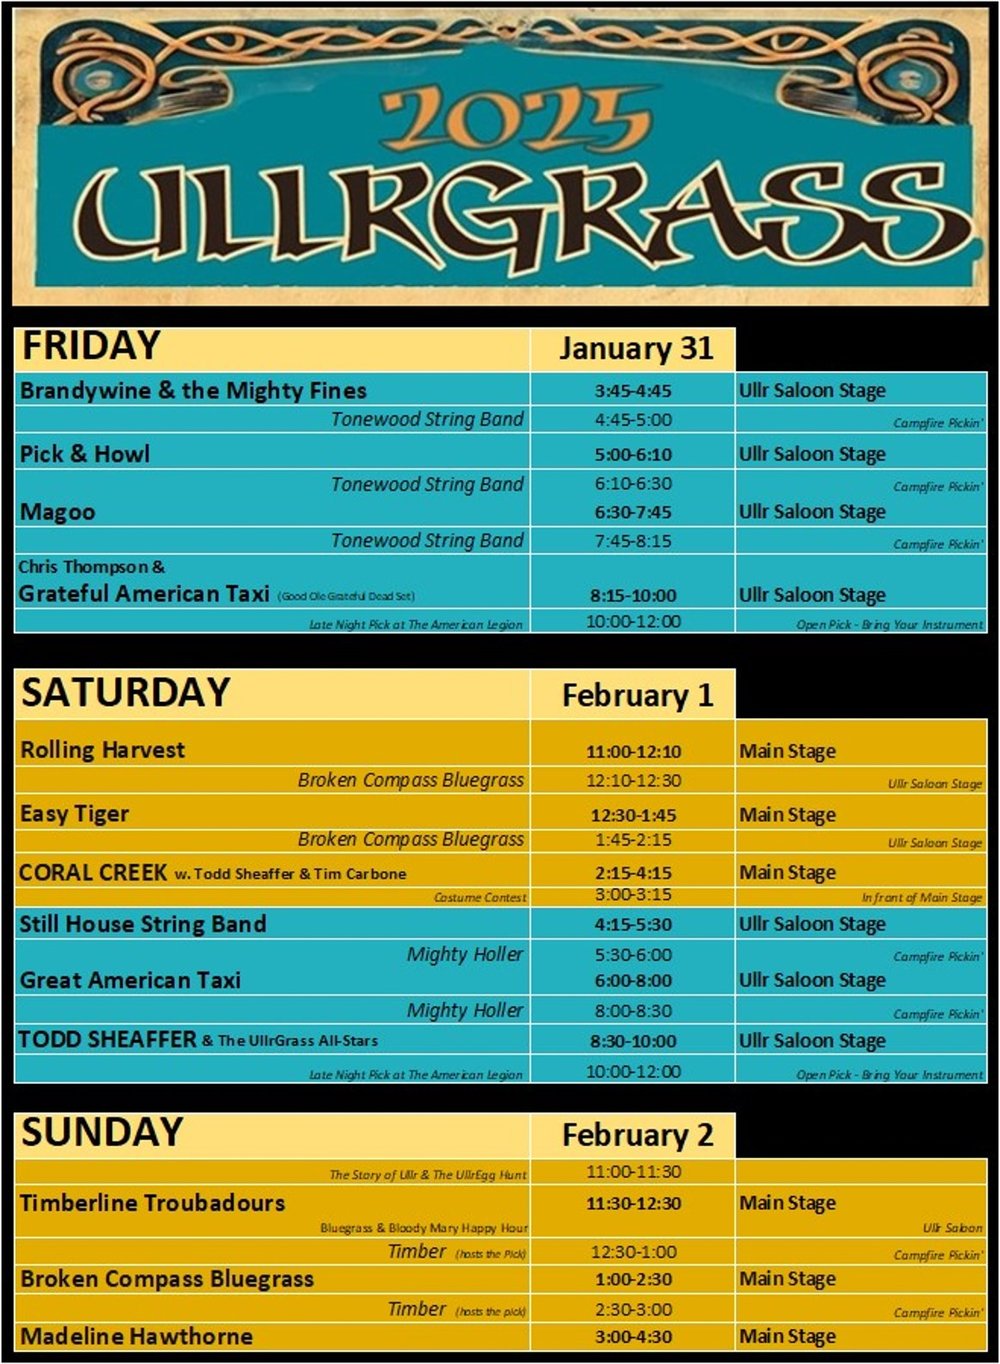 2025
ULLRGRASS
FRIDAY January 31
Brandywine & the Mighty Fines 3:45-4:45 Ullr Saloon Stage
Tonewood String Band 4:45-5:00 Campfire Pickin'
Pick & Howl 5:00-6:10 Ullr Saloon Stage
Tonewood String Band 6:10-6:30 Campfire Pickin'
Magoo 6:30-7:45 Ullr Saloon Stage
Tonewood String Band 7:45-8:15 Campfire Pickin'
Chris Thompson &
Grateful American Taxi (Good Ole Grateful Dead Set) 8:15-10:00 Ullr Saloon Stage
Late Night Pick at The American Legion 10:00-12:00 Open Pick - Bring Your Instrument
SATURDAY February 1
Rolling Harvest 11:00-12:10 Main Stage
Broken Compass Bluegrass 12:10-12:30 Ullr Saloon Stage
Easy Tiger 12:30-1:45 Main Stage
Broken Compass Bluegrass 1:45-2:15 Ullr Saloon Stage
CORAL CREEK w. Todd Sheaffer & Tim Carbone 2:15-4:15 Main Stage
Costume Contest 3:00-3:15 In front of Main Stage
Still House String Band 4:15-5:30 Ullr Saloon Stage
Mighty Holler 5:30-6:00 Campfire Pickin'
Great American Taxi 6:00-8:00 Ullr Saloon Stage
Mighty Holler 8:00-8:30 Campfire Pickin'
TODD SHEAFFER & The UllrGrass All-Stars 8:30-10:00 Ullr Saloon Stage
Late Night Pick at The American Legion 10:00-12:00 Open Pick - Bring Your Instrument
SUNDAY February 2
The Story of Ullr & The UllrEgg Hunt 11:00-11:30
Timberline Troubadours 11:30-12:30 Main Stage
Bluegrass & Bloody Mary Happy Hour Ullr Saloon
Timber (hosts the Pick) 12:30-1:00 Campfire Pickin'
Broken Compass Bluegrass 1:00-2:30 Main Stage
Timber (hosts the pick) 2:30-3:00 Campfire Pickin'
Madeline Hawthorne 3:00-4:30 Main Stage